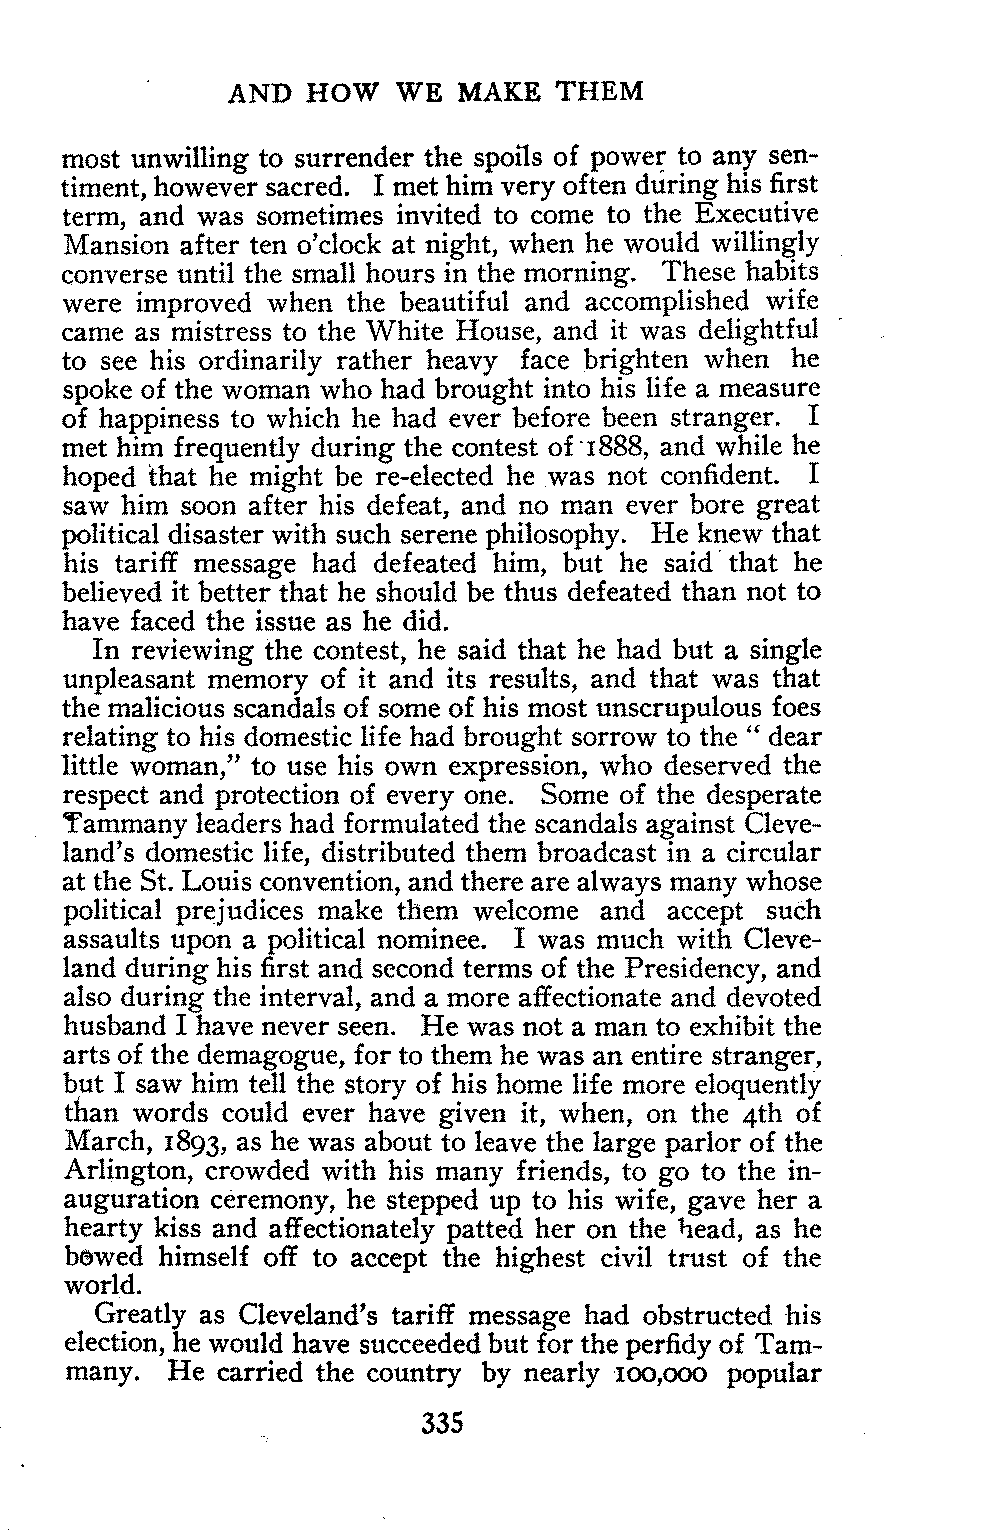 AND HOW WE MAKE THEM
most unwilling to surrender the spoils of power to any sen-
timent, however sacred. I met him very often during his first
term, and was sometimes invited to come to the Executive
Mansion after ten o'clock at night, when he would willingly
converse until the small hours in the morning. These habits
were improved when the beautiful and accomplished wife
came as mistress to the White House, and it was delightful
to see his ordinarily rather heavy face brighten when he
spoke of the woman who had brought into his life a measure
of happiness to which he had ever before been stranger. I
met him frequently during the contest of 1888, and while he
hoped that he might be re-elected he was not confident. I
saw him soon after his defeat, and no man ever bore great
political disaster with such serene philosophy. He knew that
his tariff message had defeated him, but he said that he
believed it better that he should be thus defeated than not to
have faced the issue as he did.
In reviewing the contest, he said that he had but a single
unpleasant memory of it and its results, and that was that
the malicious scandals of some of his most unscrupulous foes
relating to his domestic life had brought sorrow to the “ dear
little woman,” to use his own expression, who deserved the
respect and protection of every one. Some of the desperate
Tammany leaders had formulated the scandals against Cleve-
land's domestic life, distributed them broadcast in a circular
at the St. Louis convention, and there are always many whose
political prejudices make them welcome and accept such
assaults upon a political nominee. I was much with Cleve-
land during his first and second terms of the Presidency, and
also during the interval, and a more affectionate and devoted
husband I have never seen. He was not a man to exhibit the
arts of the demagogue, for to them he was an entire stranger,
but I saw him tell the story of his home life more eloquently
than words could ever have given it, when, on the 4th of
March, 1893, as he was about to leave the large parlor of the
Arlington, crowded with his many friends, to go to the in-
auguration ceremony, he stepped up to his wife, gave her a
hearty kiss and affectionately patted her on the head, as he
bowed himself off to accept the highest civil trust of the
world.
Greatly as Cleveland's tariff message had obstructed his
election, he would have succeeded but for the perfidy of Tam-
many. He carried the country by nearly 100,000 popular
335